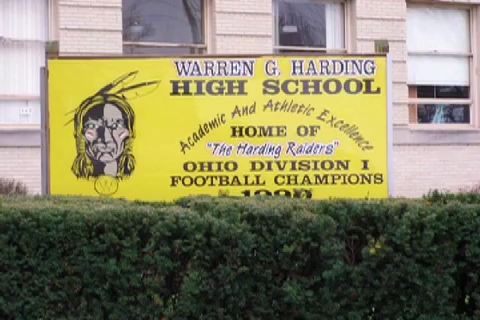 WARREN G. HARDING
HIGH SCHOOL
Academic And Athletic Excellence
HOME OF
"The Harding Raiders"
OHIO DIVISION I
FOOTBALL CHAMPIONS